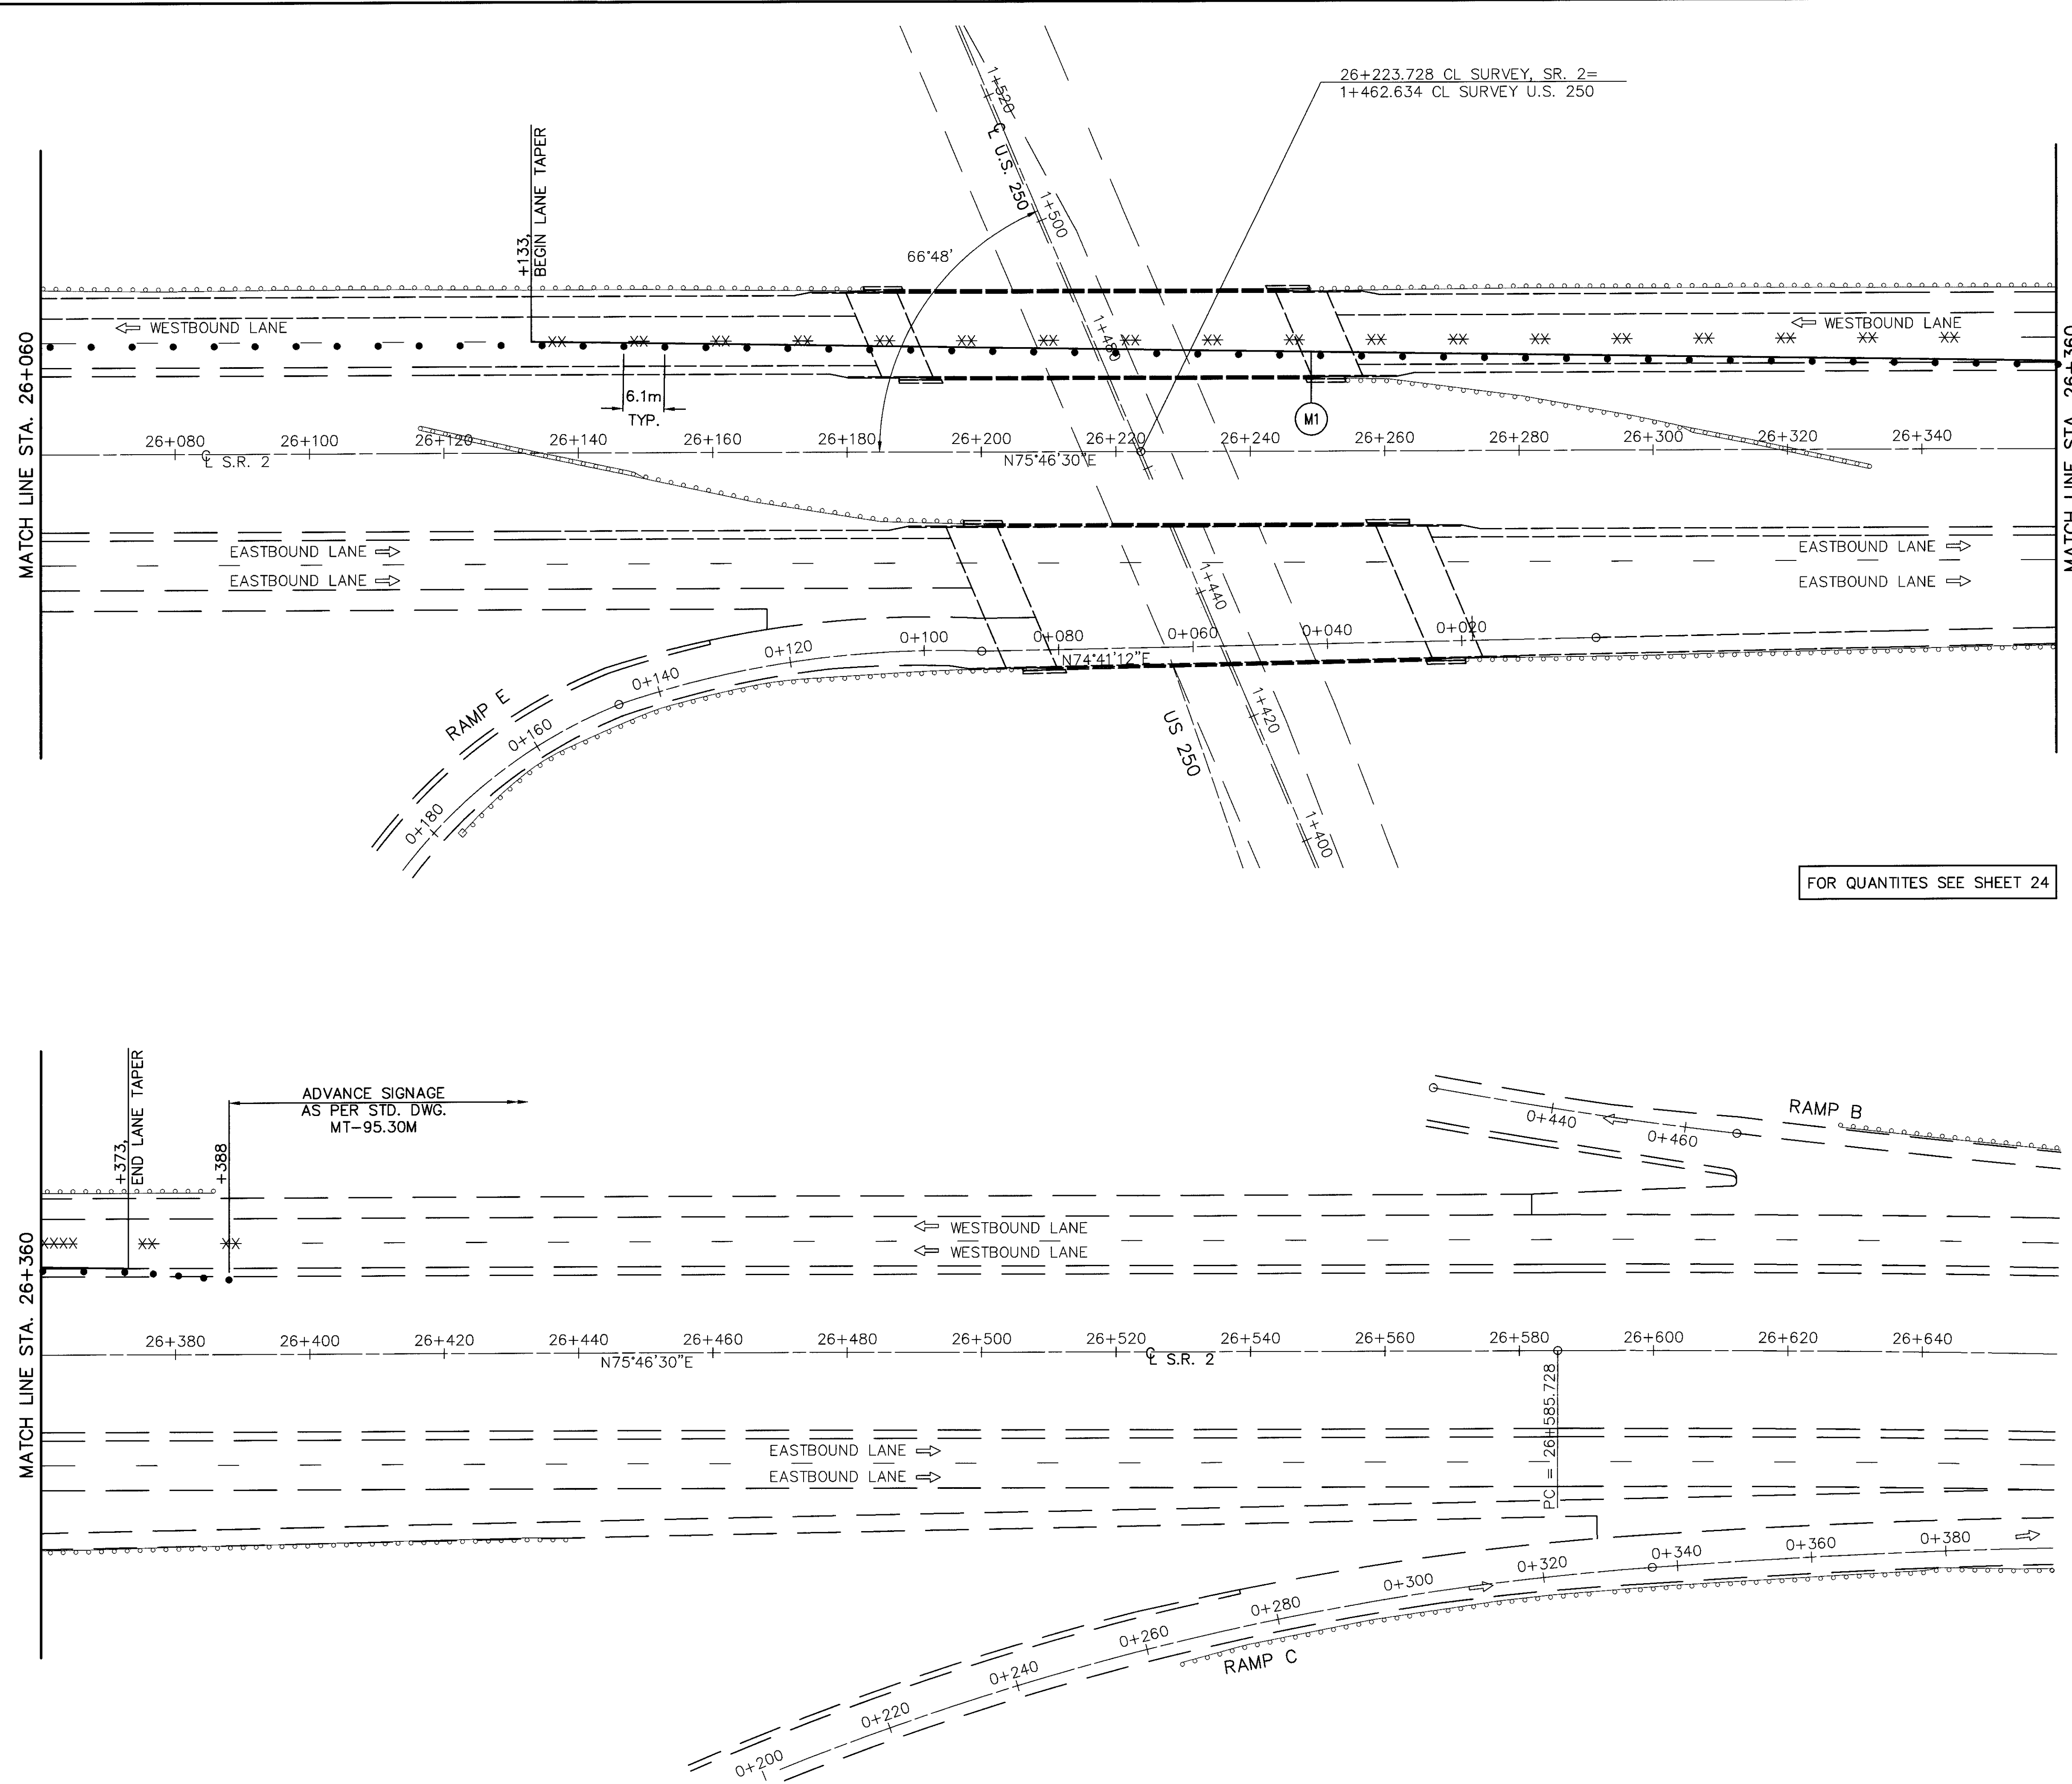 26+223.728 CL SURVEY, SR. 2=
1+462.634 CL SURVEY U.S. 250
1+520
℄ U.S. 250
1+500
1+480
66°48'
+133,
BEGIN LANE TAPER
MATCH LINE STA. 26+060
WESTBOUND LANE
WESTBOUND LANE
MATCH LINE STA. 26+360
6.1m
TYP.
M1
26+080
26+100
26+120
26+140
26+160
26+180
26+200
26+220
26+240
26+260
26+280
26+300
26+320
26+340
℄ S.R. 2
N75°46'30"E
EASTBOUND LANE
EASTBOUND LANE
EASTBOUND LANE
EASTBOUND LANE
1+440
0+120
0+100
0+080
0+060
0+040
0+020
N74°41'12"E
0+140
0+160
0+180
RAMP E
US 250
1+420
1+400
FOR QUANTITES SEE SHEET 24
+373,
END LANE TAPER
+388
ADVANCE SIGNAGE
AS PER STD. DWG.
MT-95.30M
0+440
0+460
RAMP B
MATCH LINE STA. 26+360
WESTBOUND LANE
WESTBOUND LANE
26+380
26+400
26+420
26+440
26+460
26+480
26+500
26+520
26+540
26+560
26+580
26+600
26+620
26+640
N75°46'30"E
℄ S.R. 2
PC = 26+585.728
EASTBOUND LANE
EASTBOUND LANE
0+200
0+220
0+240
0+260
0+280
0+300
0+320
0+340
0+360
0+380
RAMP C